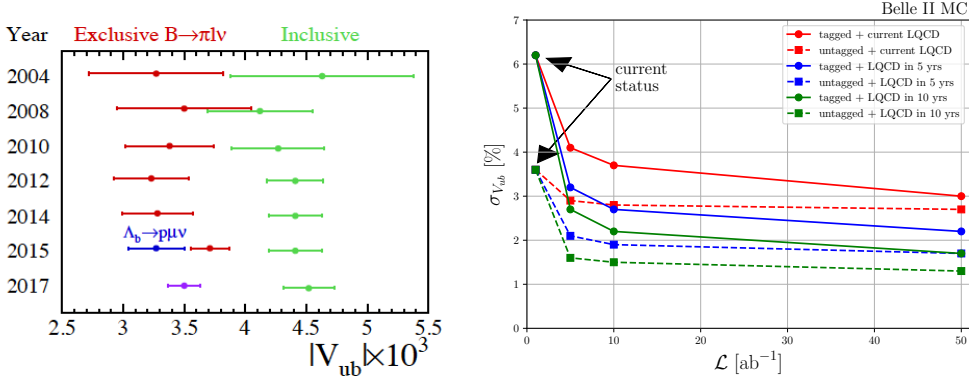 Year Exclusive B→πlν Inclusive
2004
2008
2010
2012
2014
Λb→pμν
2015
2017
2.5 3 3.5 4 4.5 5 5.5
|Vub|×10³
Belle II MC
tagged + current LQCD
untagged + current LQCD
tagged + LQCD in 5 yrs
untagged + LQCD in 5 yrs
tagged + LQCD in 10 yrs
untagged + LQCD in 10 yrs
current
status
σVub [%]
7
6
5
4
3
2
1
0
0 10 20 30 40 50
ℒ [ab⁻¹]